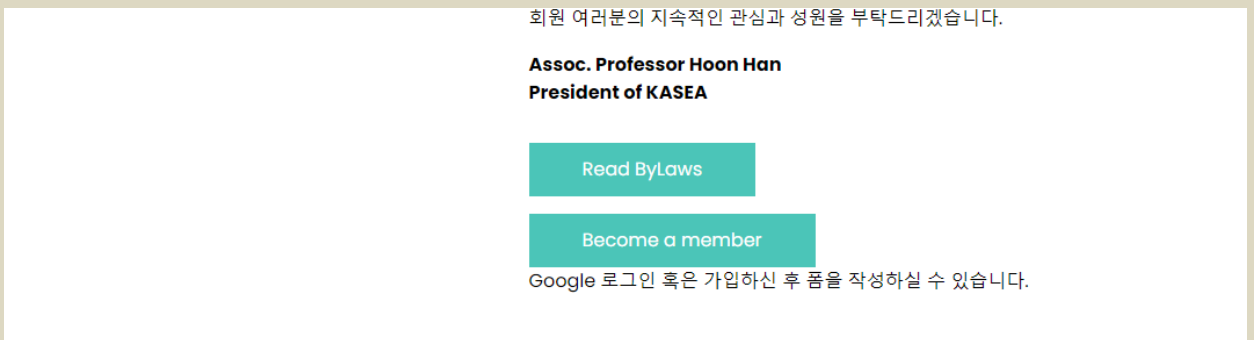 회원 여러분의 지속적인 관심과 성원을 부탁드리겠습니다.
Assoc. Professor Hoon Han
President of KASEA
Read ByLaws
Become a member
Google 로그인 혹은 가입하신 후 폼을 작성하실 수 있습니다.